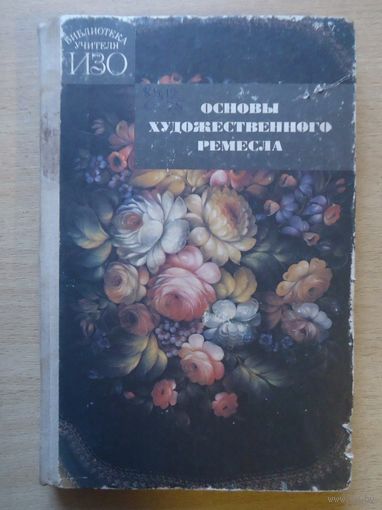 БИБЛИОТЕКА
УЧИТЕЛЯ
ИЗО
ОСНОВЫ
ХУДОЖЕСТВЕННОГО
РЕМЕСЛА